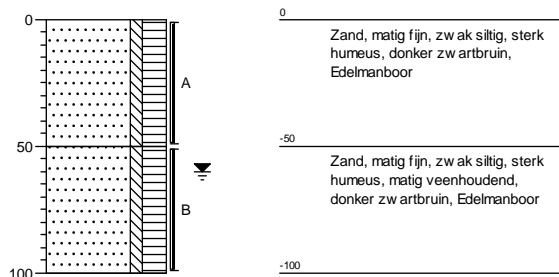 0
A
50
B
100
0
Zand, matig fijn, zwak siltig, sterk
humeus, donker zwartbruin,
Edelmanboor
-50
Zand, matig fijn, zwak siltig, sterk
humeus, matig veenhoudend,
donker zwartbruin, Edelmanboor
-100